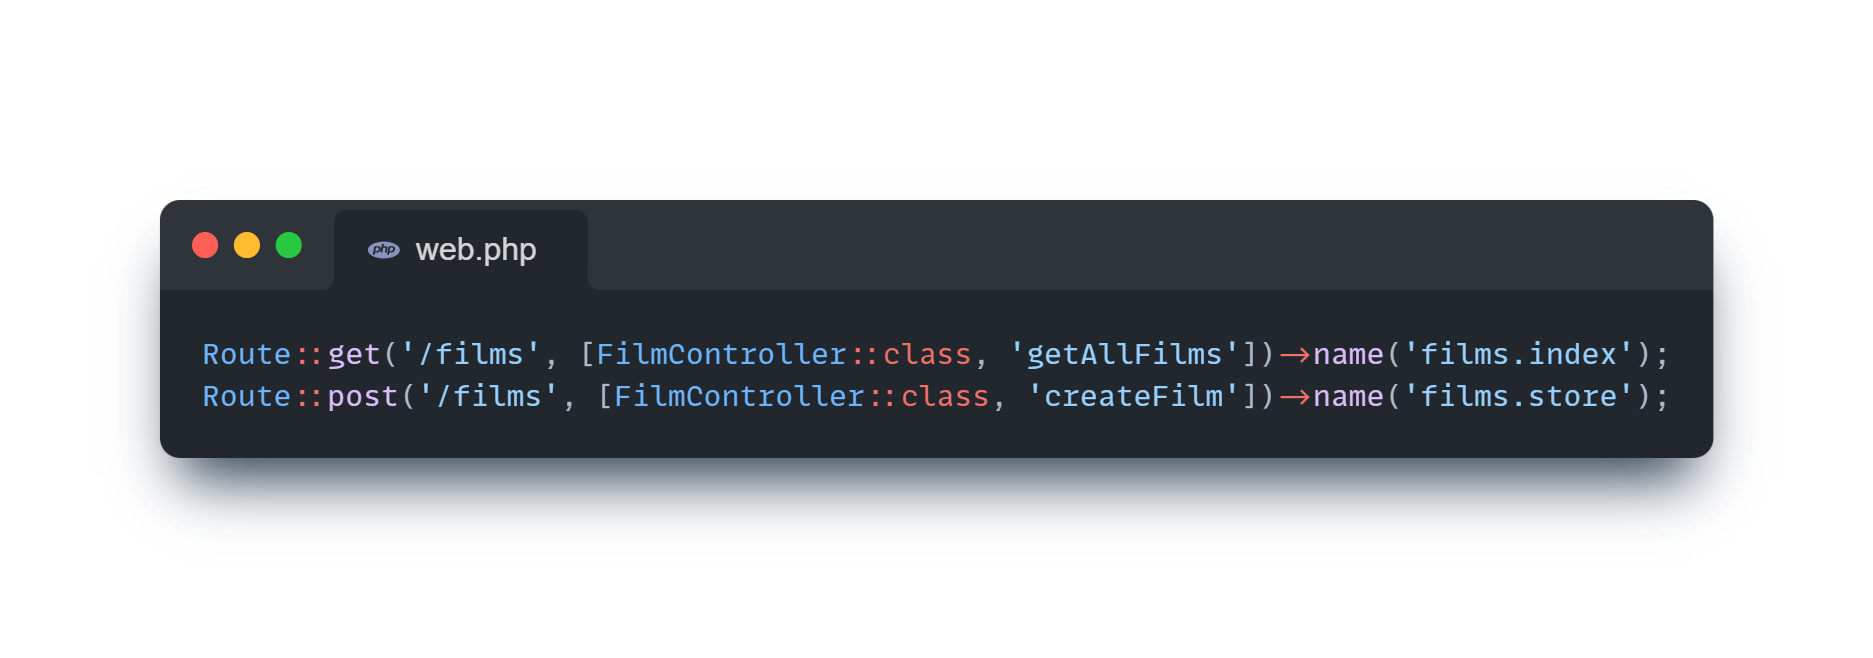 php web.php
Route::get('/films', [FilmController::class, 'getAllFilms'])->name('films.index');
Route::post('/films', [FilmController::class, 'createFilm'])->name('films.store');